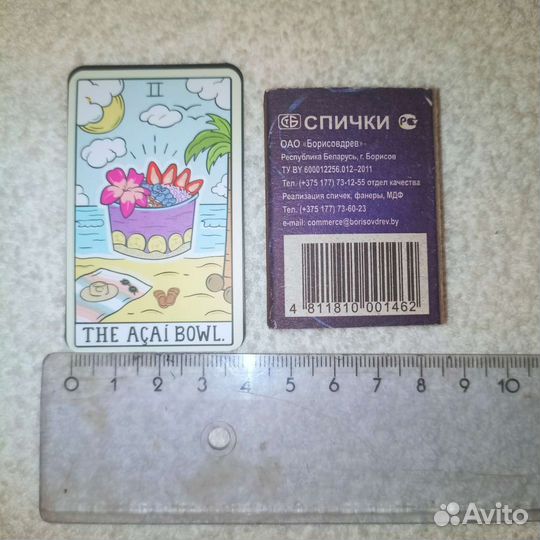 II
THE AÇAÍ BOWL.
СПИЧКИ
ОАО «Борисовдрев»
Республика Беларусь, г. Борисов
ТУ BY 600012256.012–2011
Тел. (+375 177) 73-12-55 отдел качества
Реализация спичек, фанеры, МДФ
Тел. (+375 177) 73-60-23
e-mail: commerce@borisovdrev.by
4 811810 001462
0 1 2 3 4 5 6 7 8 9 10
Avito